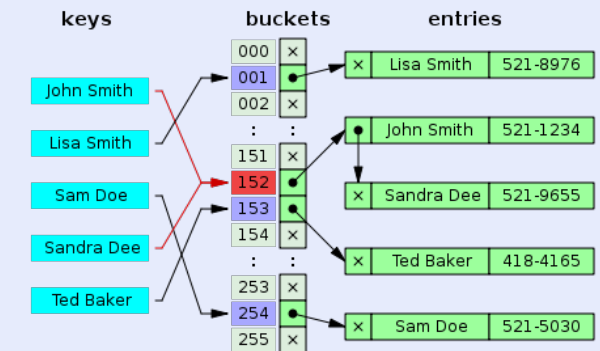 keys buckets entries
John Smith
Lisa Smith
Sam Doe
Sandra Dee
Ted Baker
000 ×
001
002 ×
: :
151 ×
152
153
154 ×
: :
253 ×
254
255 ×
× Lisa Smith 521-8976
John Smith 521-1234
× Sandra Dee 521-9655
× Ted Baker 418-4165
× Sam Doe 521-5030